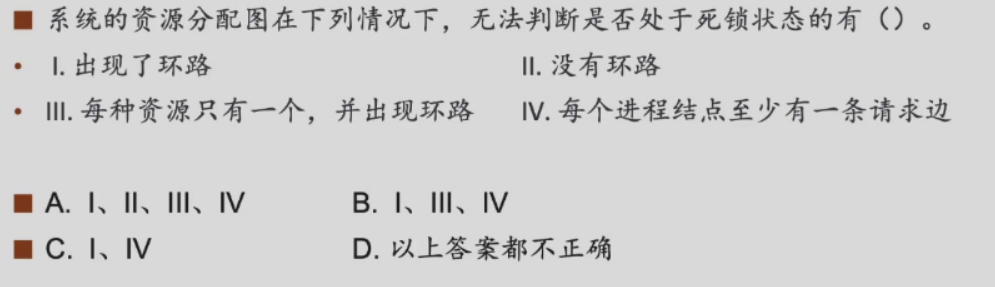 ■ 系统的资源分配图在下列情况下，无法判断是否处于死锁状态的有（）。
• I. 出现了环路 II. 没有环路
• III. 每种资源只有一个，并出现环路 IV. 每个进程结点至少有一条请求边
■ A. I、II、III、IV B. I、III、IV
■ C. I、IV D. 以上答案都不正确